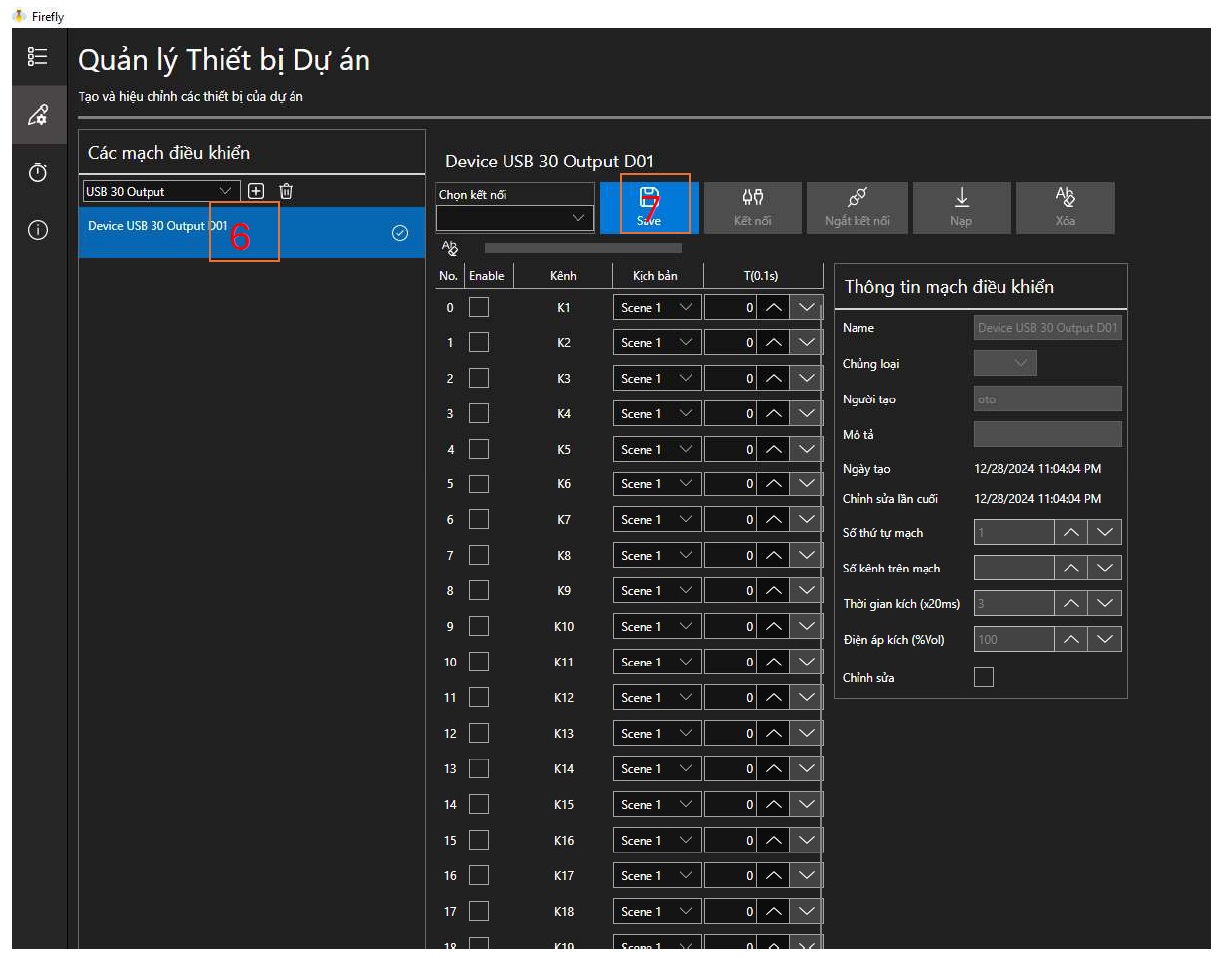 Firefly
Quản lý Thiết bị Dự án
Tạo và hiệu chỉnh các thiết bị của dự án
Các mạch điều khiển
USB 30 Output
Device USB 30 Output D01
6
Device USB 30 Output D01
Chọn kết nối
Save
7
Kết nối
Ngắt kết nối
Nạp
Xóa
No. Enable Kênh Kịch bản T(0.1s)
0 K1 Scene 1 0
1 K2 Scene 1 0
2 K3 Scene 1 0
3 K4 Scene 1 0
4 K5 Scene 1 0
5 K6 Scene 1 0
6 K7 Scene 1 0
7 K8 Scene 1 0
8 K9 Scene 1 0
9 K10 Scene 1 0
10 K11 Scene 1 0
11 K12 Scene 1 0
12 K13 Scene 1 0
13 K14 Scene 1 0
14 K15 Scene 1 0
15 K16 Scene 1 0
16 K17 Scene 1 0
17 K18 Scene 1 0
18 K19 Scene 1 0
Thông tin mạch điều khiển
Name Device USB 30 Output D01
Chủng loại
Người tạo oto
Mô tả
Ngày tạo 12/28/2024 11:04:04 PM
Chỉnh sửa lần cuối 12/28/2024 11:04:04 PM
Số thứ tự mạch 1
Số kênh trên mạch
Thời gian kích (x20ms) 3
Điện áp kích (%Vol) 100
Chỉnh sửa